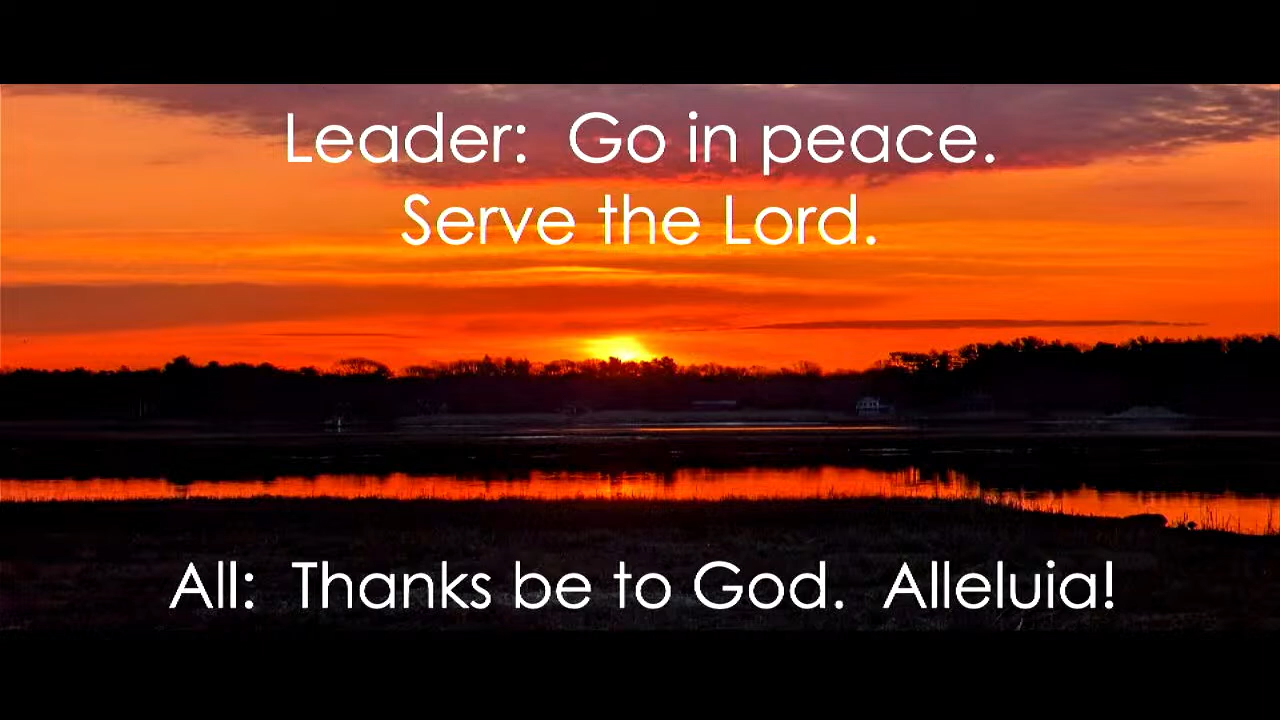 Leader:  Go in peace.
Serve the Lord.
All:  Thanks be to God.  Alleluia!